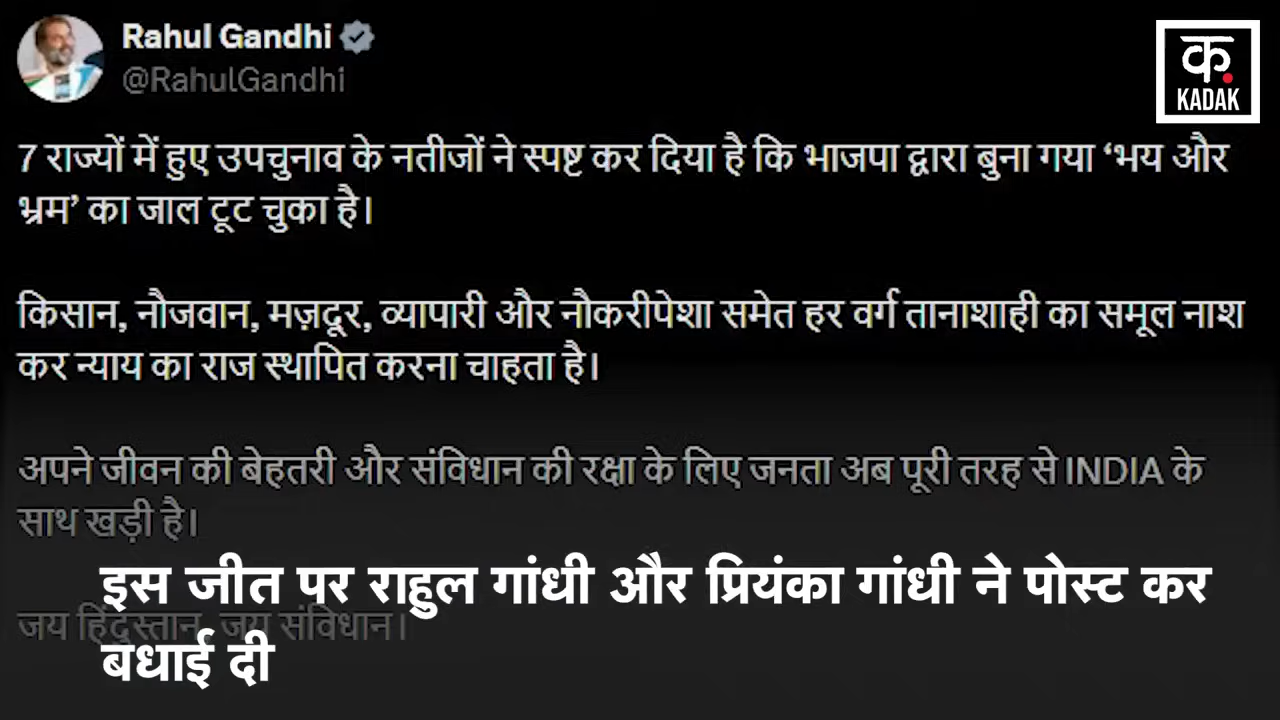 Rahul Gandhi
@RahulGandhi
क
KADAK
7 राज्यों में हुए उपचुनाव के नतीजों ने स्पष्ट कर दिया है कि भाजपा द्वारा बुना गया ‘भय और
भ्रम’ का जाल टूट चुका है।
किसान, नौजवान, मज़दूर, व्यापारी और नौकरीपेशा समेत हर वर्ग तानाशाही का समूल नाश
कर न्याय का राज स्थापित करना चाहता है।
अपने जीवन की बेहतरी और संविधान की रक्षा के लिए जनता अब पूरी तरह से INDIA के
साथ खड़ी है।
जय हिंदुस्तान, जय संविधान।
इस जीत पर राहुल गांधी और प्रियंका गांधी ने पोस्ट कर
बधाई दी